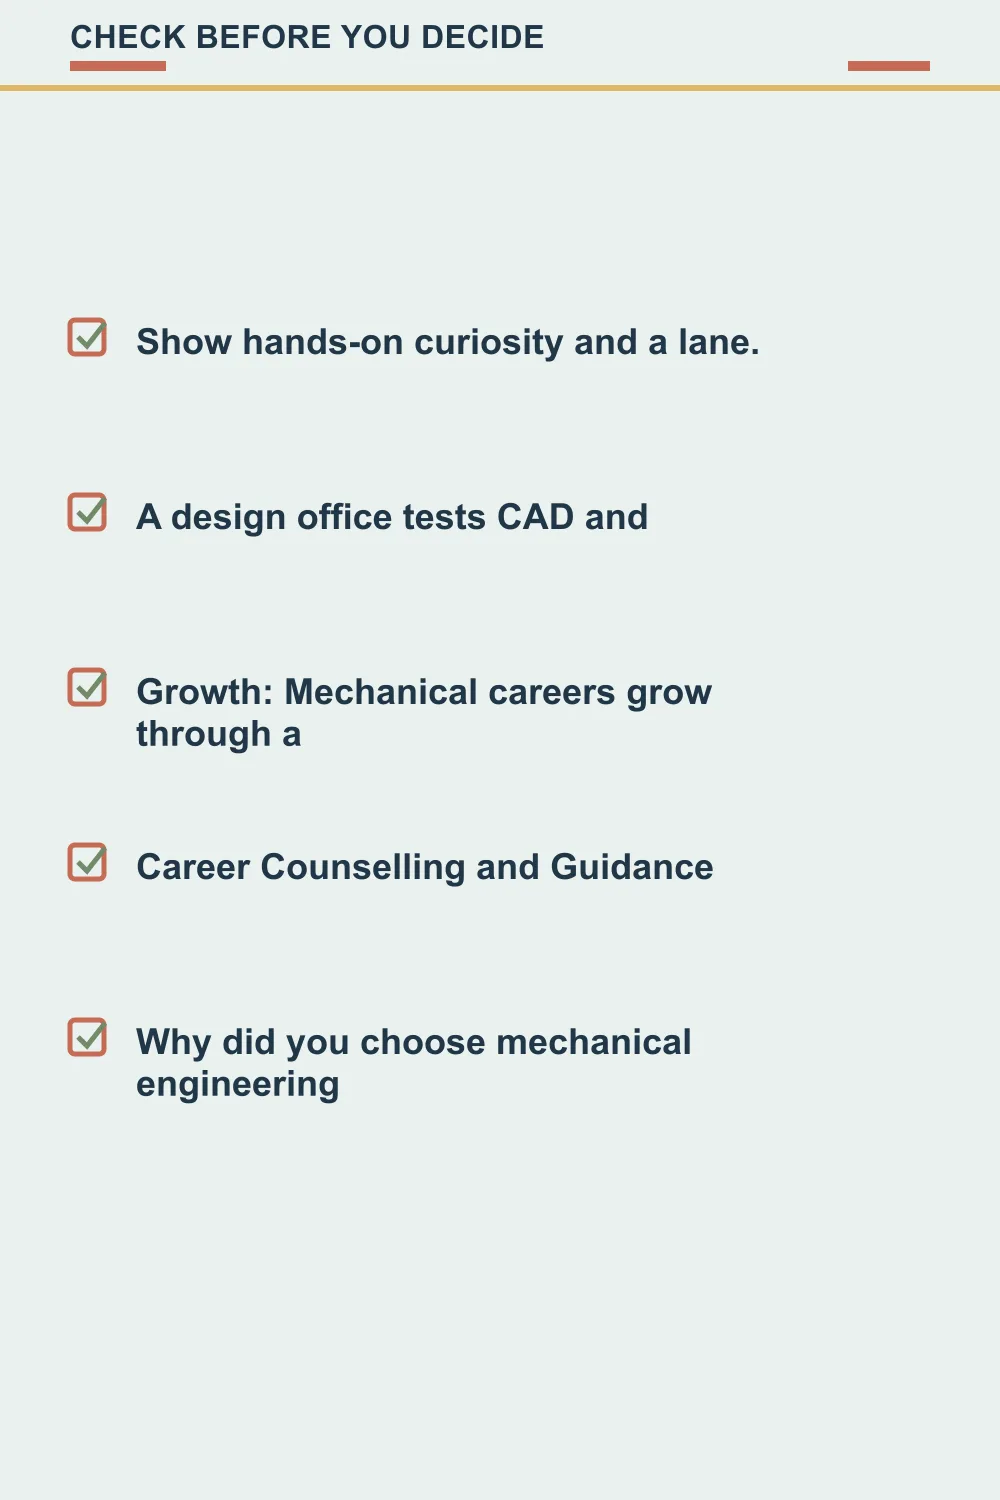 CHECK BEFORE YOU DECIDE
Show hands-on curiosity and a lane.
A design office tests CAD and
Growth: Mechanical careers grow
through a
Career Counselling and Guidance
Why did you choose mechanical
engineering